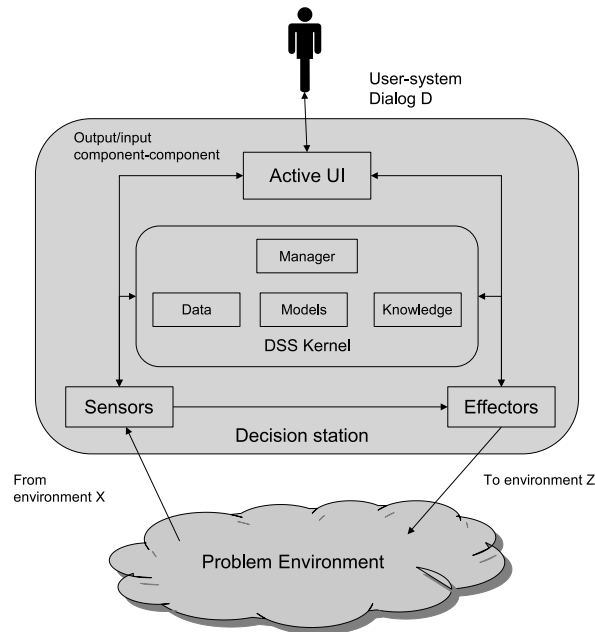 User-system
Dialog D
Output/input
component-component
Active UI
Manager
Data
Models
Knowledge
DSS Kernel
Sensors
Effectors
Decision station
From
environment X
To environment Z
Problem Environment